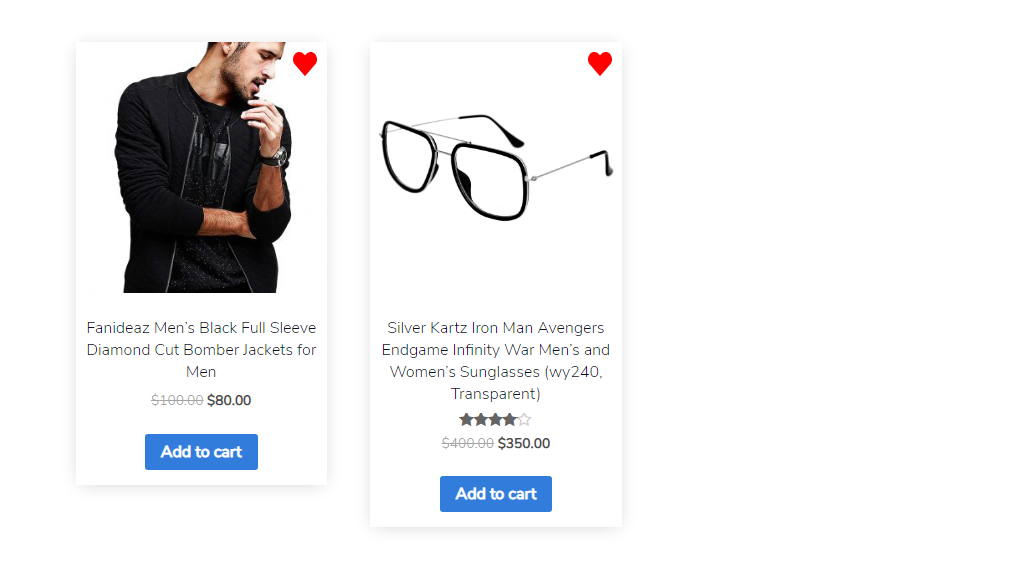 Fanideaz Men’s Black Full Sleeve
Diamond Cut Bomber Jackets for
Men
$100.00 $80.00
Add to cart
Silver Kartz Iron Man Avengers
Endgame Infinity War Men’s and
Women’s Sunglasses (wy240,
Transparent)
$400.00 $350.00
Add to cart